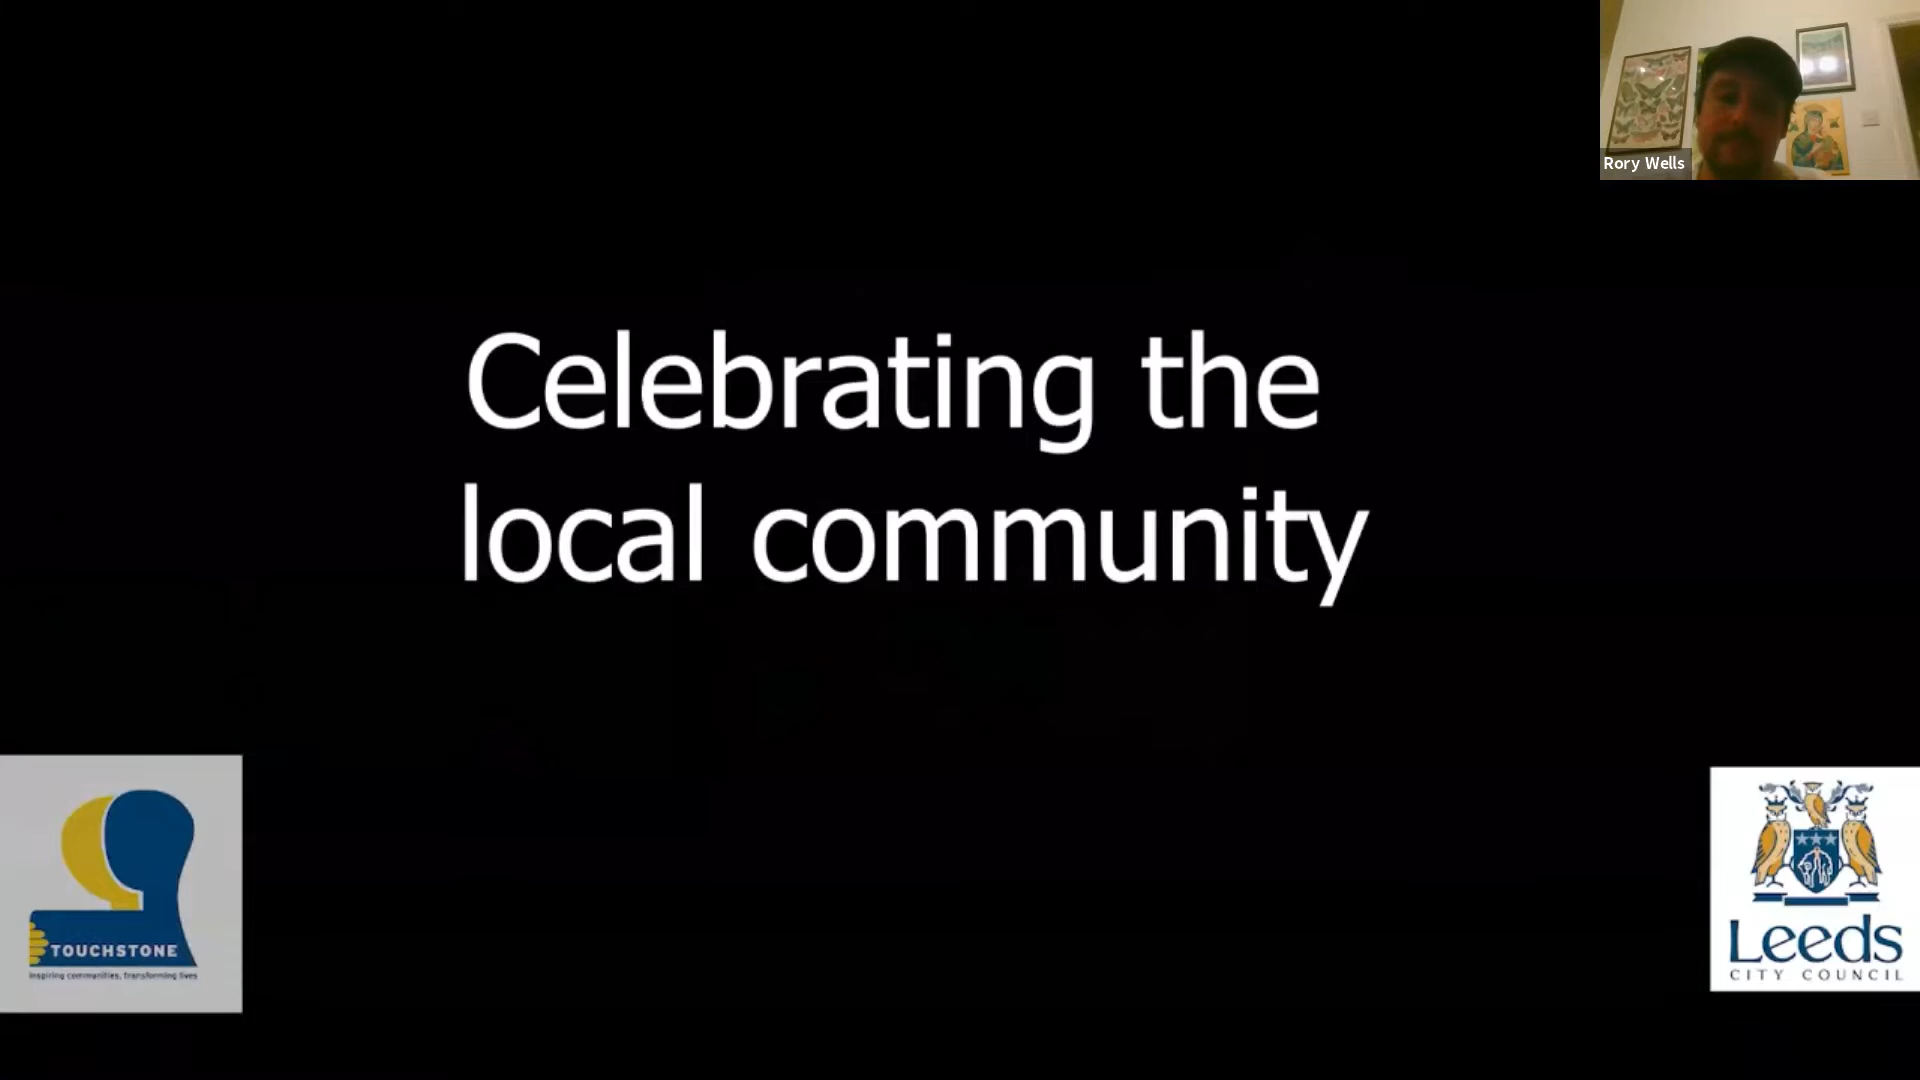 Rory Wells
Celebrating the
local community
TOUCHSTONE
Inspiring communities, transforming lives
Leeds
CITY COUNCIL